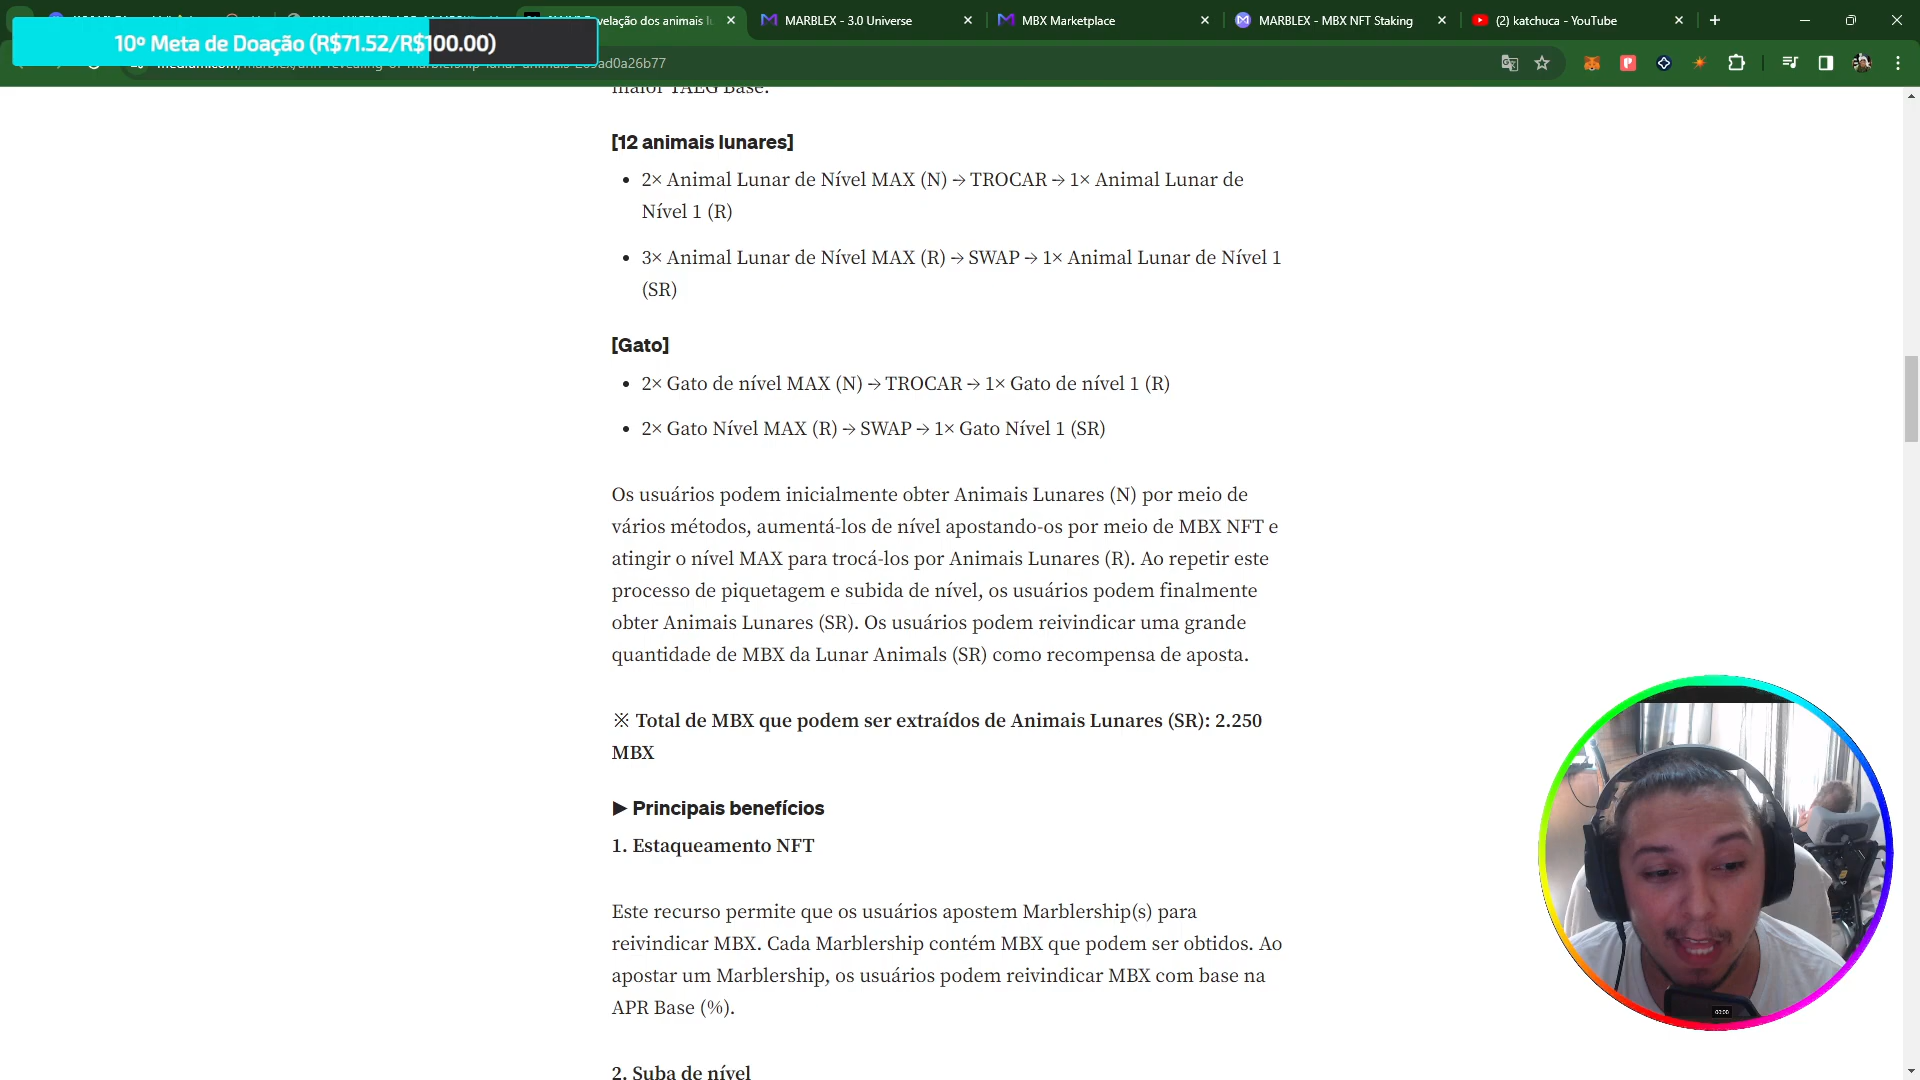 velação dos animais l
MARBLEX - 3.0 Universe
MBX Marketplace
MARBLEX - MBX NFT Staking
(2) katchuca - YouTube
10º Meta de Doação (R$71.52/R$100.00)
maior TAEG Base.
[12 animais lunares]
• 2× Animal Lunar de Nível MAX (N) → TROCAR → 1× Animal Lunar de
Nível 1 (R)
• 3× Animal Lunar de Nível MAX (R) → SWAP → 1× Animal Lunar de Nível 1
(SR)
[Gato]
• 2× Gato de nível MAX (N) → TROCAR → 1× Gato de nível 1 (R)
• 2× Gato Nível MAX (R) → SWAP → 1× Gato Nível 1 (SR)
Os usuários podem inicialmente obter Animais Lunares (N) por meio de
vários métodos, aumentá-los de nível apostando-os por meio de MBX NFT e
atingir o nível MAX para trocá-los por Animais Lunares (R). Ao repetir este
processo de piquetagem e subida de nível, os usuários podem finalmente
obter Animais Lunares (SR). Os usuários podem reivindicar uma grande
quantidade de MBX da Lunar Animals (SR) como recompensa de aposta.
※ Total de MBX que podem ser extraídos de Animais Lunares (SR): 2.250
MBX
▶ Principais benefícios
1. Estaqueamento NFT
Este recurso permite que os usuários apostem Marblership(s) para
reivindicar MBX. Cada Marblership contém MBX que podem ser obtidos. Ao
apostar um Marblership, os usuários podem reivindicar MBX com base na
APR Base (%).
2. Suba de nível
00:00